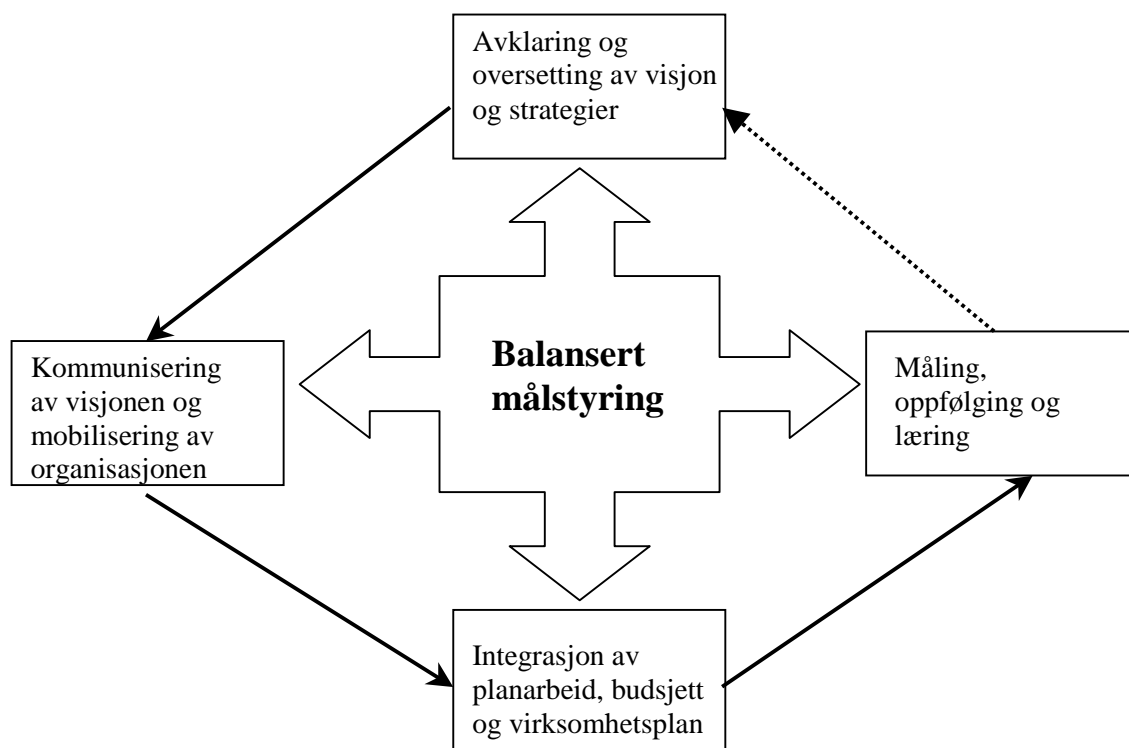 Avklaring og
oversetting av visjon
og strategier
Kommunisering
av visjonen og
mobilisering av
organisasjonen
Balansert
målstyring
Måling,
oppfølging og
læring
Integrasjon av
planarbeid, budsjett
og virksomhetsplan